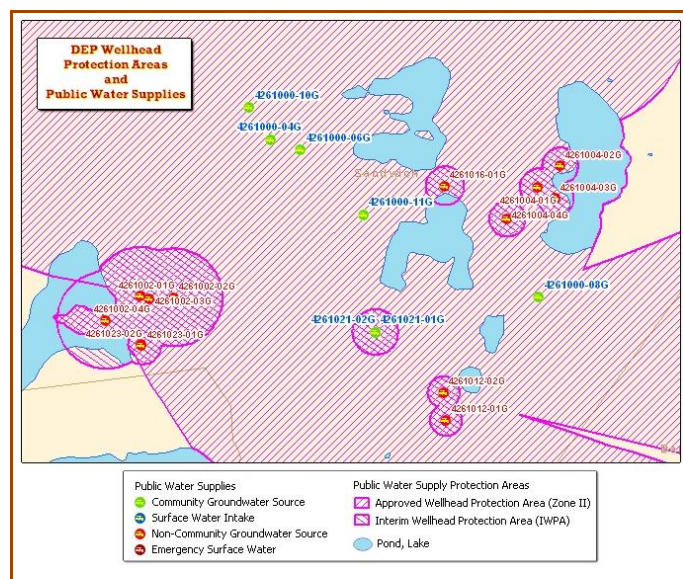 DEP Wellhead
Protection Areas
and
Public Water Supplies
4261000-10G
4261000-04G
4261000-06G
4261004-02G
Sandwich
4261016-01G
4261004-03G
4261004-01G
4261000-11G
4261004-04G
4261002-01G
4261002-02G
4261000-08G
4261002-03G
4261002-04G
4261021-02G
4261021-01G
4261023-02G
4261023-01G
4261012-02G
4261012-01G
Public Water Supplies
Community Groundwater Source
Surface Water Intake
Non-Community Groundwater Source
Emergency Surface Water
Public Water Supply Protection Areas
Approved Wellhead Protection Area (Zone II)
Interim Wellhead Protection Area (IWPA)
Pond, Lake